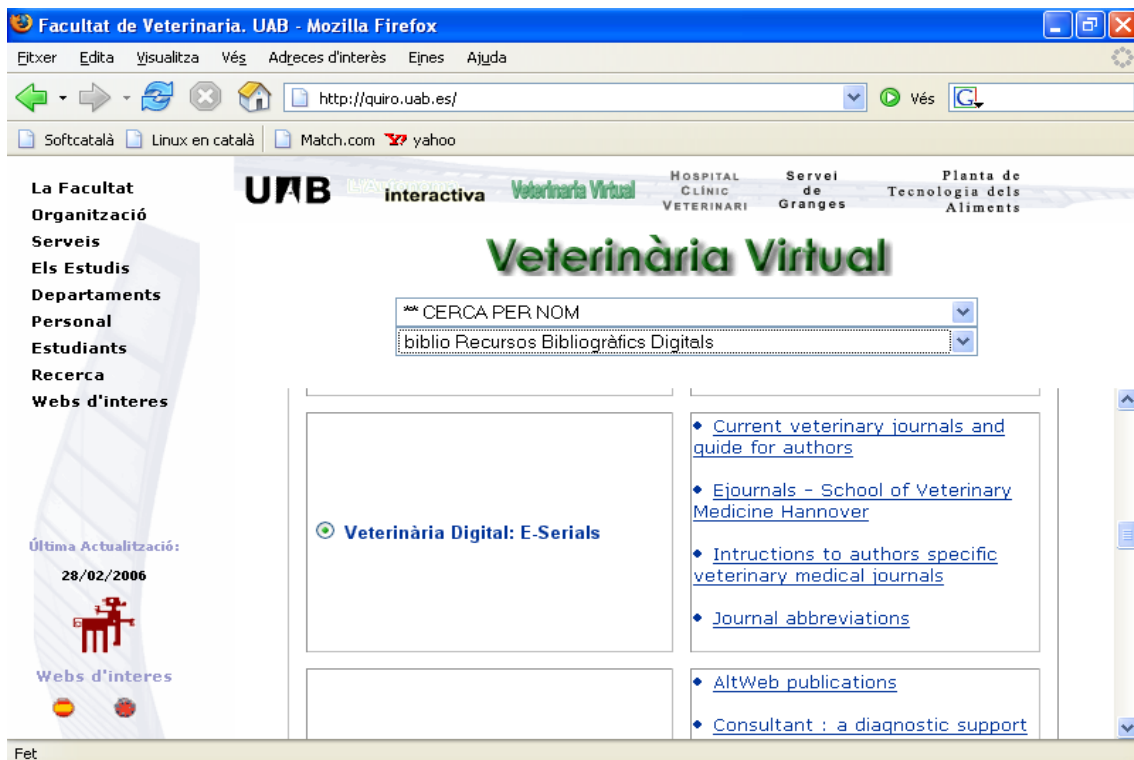 Facultat de Veterinaria. UAB - Mozilla Firefox
Fitxer Edita Visualitza Vés Adreces d'interès Eines Ajuda
http://quiro.uab.es/ Vés G
Softcatalà Linux en català Match.com Y? yahoo
La Facultat
Organització
Serveis
Els Estudis
Departaments
Personal
Estudiants
Recerca
Webs d'interes
Última Actualització:
28/02/2006
Webs d'interes
UAB interactiva Veterinaria Virtual
HOSPITAL
CLÍNIC
VETERINARI
Servei
de
Granges
Planta de
Tecnologia dels
Aliments
Veterinària Virtual
** CERCA PER NOM
biblio Recursos Bibliogràfics Digitals
Veterinària Digital: E-Serials
• Current veterinary journals and
guide for authors
• Ejournals - School of Veterinary
Medicine Hannover
• Intructions to authors specific
veterinary medical journals
• Journal abbreviations
• AltWeb publications
• Consultant : a diagnostic support
Fet